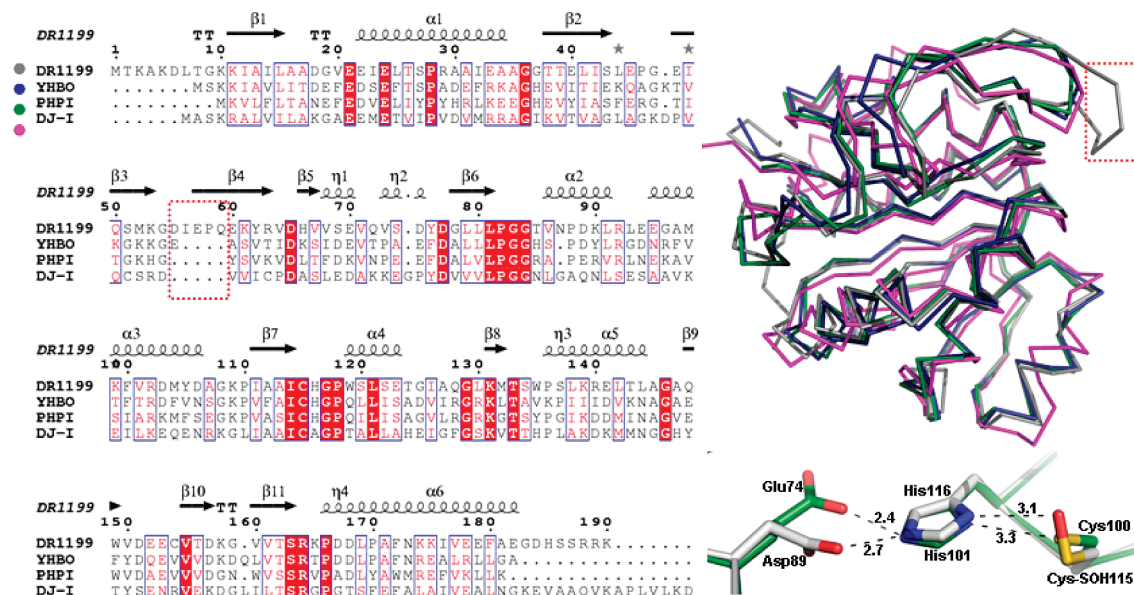 DR1199 TT β1 TT α1 β2
1 10 20 30 40
DR1199 MTKAKDLTGKKIAILAADGVEEIELTSPRAAIEAAGGTTELISLEPG.EI
YHBO .......MSKKIAVLITDEFEDSEFTSPADEFRKAGHEVITIEKQAGKTV
PHPI .........MKVLFLTANEFEDVELIYPYHRLKEEGHEVYIASFERG.TI
DJ-I ......MASKRALVILAKGAEEMETVIPVDVMRRAGIKVTVAGLAGKDPV
DR1199 β3 β4 β5 η1 η2 β6 α2
50 60 70 80 90
DR1199 QSMKGDIEPQEKYRVDHVVSEVQVS.DYDGLLLPGGTVNPDKLRLEEGAM
YHBO KGKKGE....ASVTIDKSIDEVTPA.EFDALLLPGGHS.PDYLRGDNRFV
PHPI TGKHG.....YSVKVDLTFDKVNPE.EFDALVLPGGRA.PERVRLNEKAV
DJ-I QCSRD.....VVICPDASLEDAKKEGPYDVVVLPGGNLGAQNLSESAAVK
DR1199 α3 β7 α4 β8 η3 α5 β9
100 110 120 130 140
DR1199 KFVRDMYDAGKPIAAICHGPWSLSETGIAQGLKMTSWPSLKRELTLAGAQ
YHBO TFTRDFVNSGKPVFAICHGPQLLISADVIRGRKLTAVKPIIIDVKNAGAE
PHPI SIARKMFSEGKPVASICHGPQILISAGVLRGRKGTSYPGIKDDMINAGVE
DJ-I EILKEQENRKGLIAAICAGPTALLAHEIGFGSKVTTHPLAKDKMMNGGHY
DR1199 β10 TT β11 η4 α6
150 160 170 180 190
DR1199 WVDEECVTDKG.VVTSRKPDDLPAFNKKIVEEFAEGDHSSRRK.......
YHBO FYDQEVVVDKDQLVTSRTPDDLPAFNREALRLLGA...............
PHPI WVDAEVVVDGN.WVSSRVPADLYAWMREFVKLLK................
DJ-I TYSENRVEKDGLILTSRGPGTSFEFALAIVEALNGKEVAAQVKAPLVLKD
Glu74
His116
2.4
3.1
2.7
3.3
Cys100
Asp89
His101
Cys-SOH115